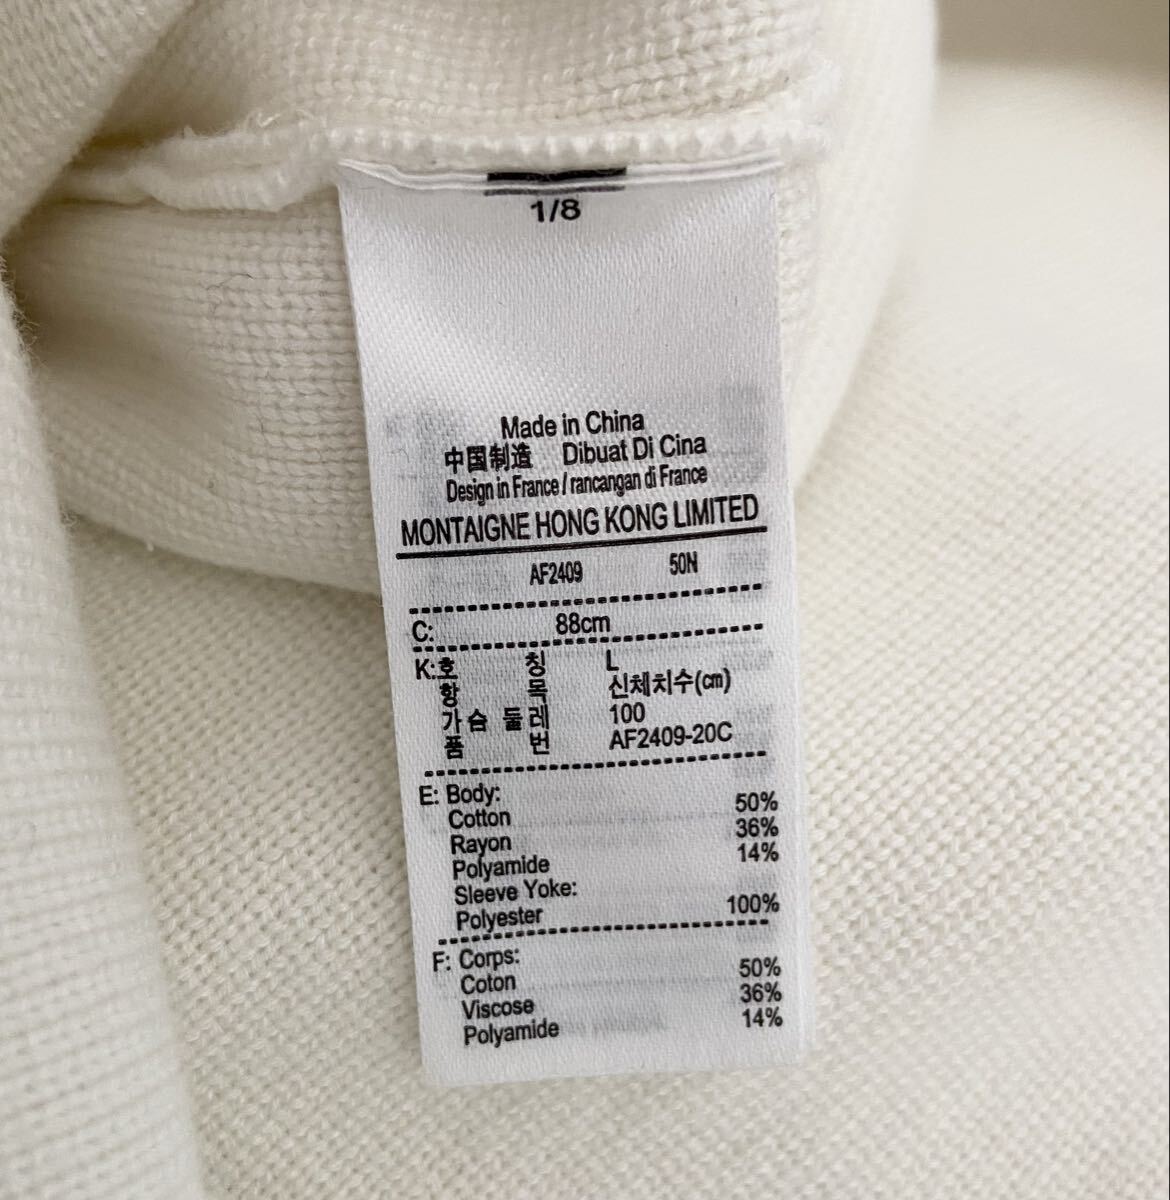 1/8
Made in China
中国制造 Dibuat Di Cina
Design in France / rancangan di France
MONTAIGNE HONG KONG LIMITED
AF2409 50N
C: 88cm
K:호 칭 L
항 목 신체치수(cm)
가 슴 둘 레 100
품 번 AF2409-20C
E: Body:
Cotton 50%
Rayon 36%
Polyamide 14%
Sleeve Yoke:
Polyester 100%
F: Corps:
Coton 50%
Viscose 36%
Polyamide 14%